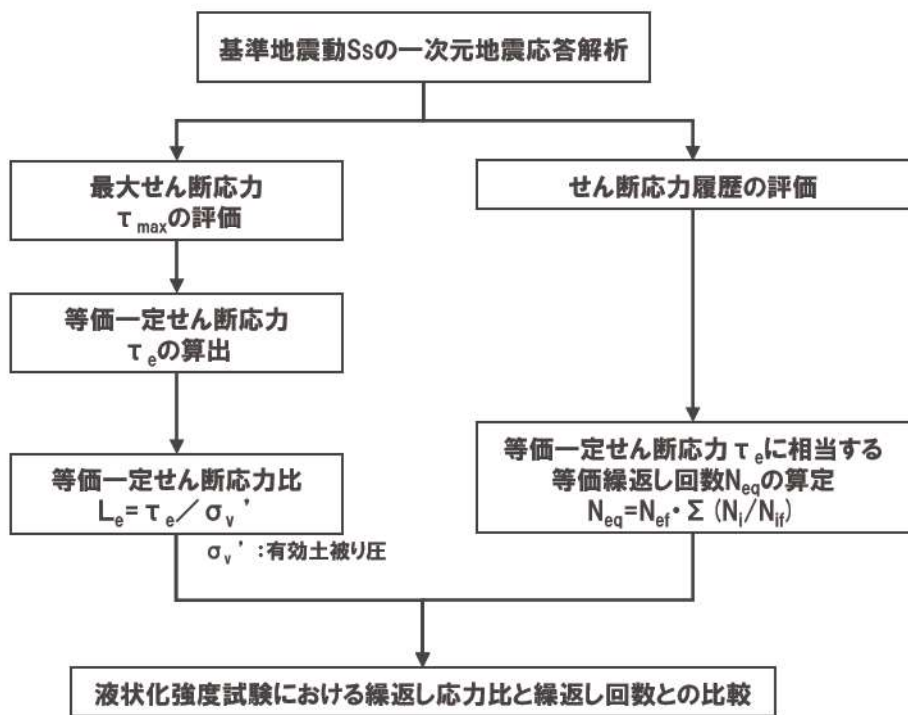 基準地震動Ssの一次元地震応答解析
最大せん断応力
τmaxの評価
等価一定せん断応力
τeの算出
等価一定せん断応力比
Le=τe/σv'
σv':有効土被り圧
せん断応力履歴の評価
等価一定せん断応力τeに相当する
等価繰返し回数Neqの算定
Neq=Nef・Σ(Ni/Nif)
液状化強度試験における繰返し応力比と繰返し回数との比較